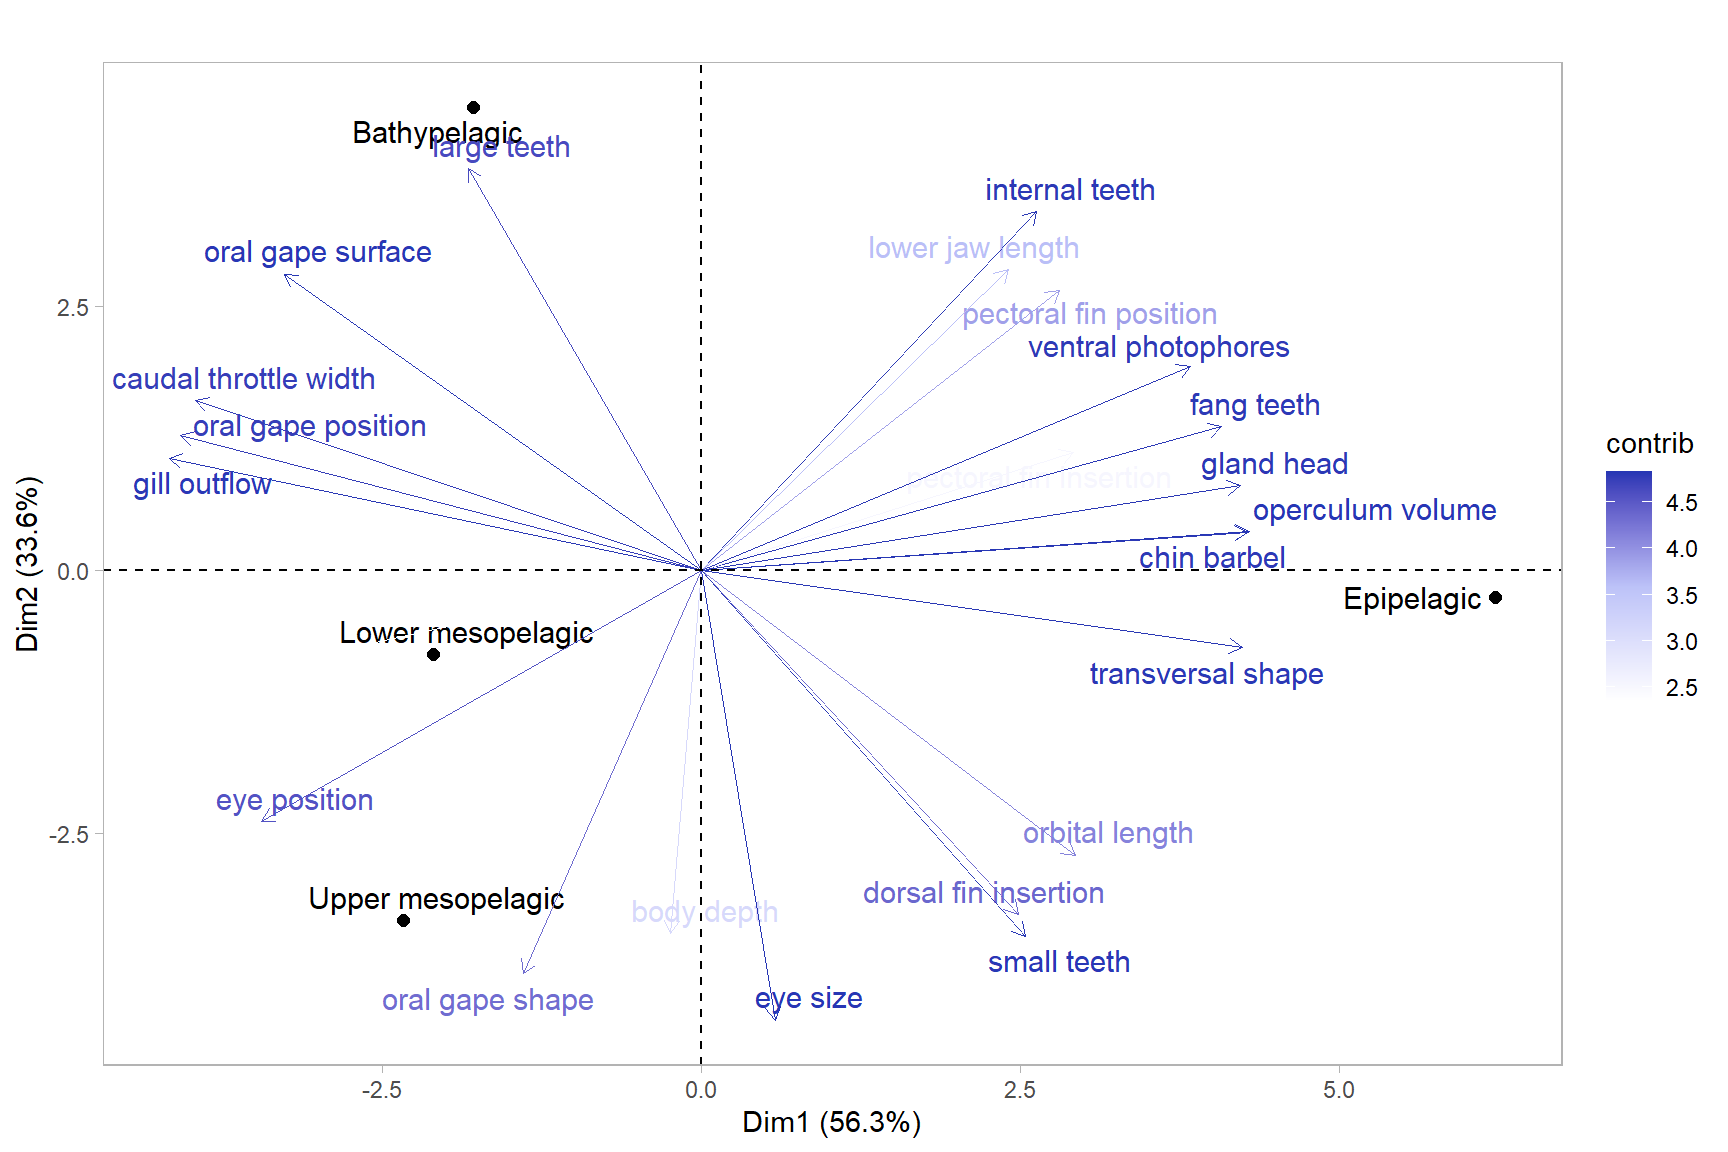 Bathypelagic
large teeth
internal teeth
lower jaw length
oral gape surface
pectoral fin position
ventral photophores
caudal throttle width
fang teeth
oral gape position
gland head
pectoral fin insertion
gill outflow
operculum volume
chin barbel
Epipelagic
Lower mesopelagic
transversal shape
eye position
orbital length
Upper mesopelagic
dorsal fin insertion
body depth
small teeth
oral gape shape
eye size
2.5
0.0
-2.5
Dim2 (33.6%)
-2.5
0.0
2.5
5.0
Dim1 (56.3%)
contrib
4.5
4.0
3.5
3.0
2.5